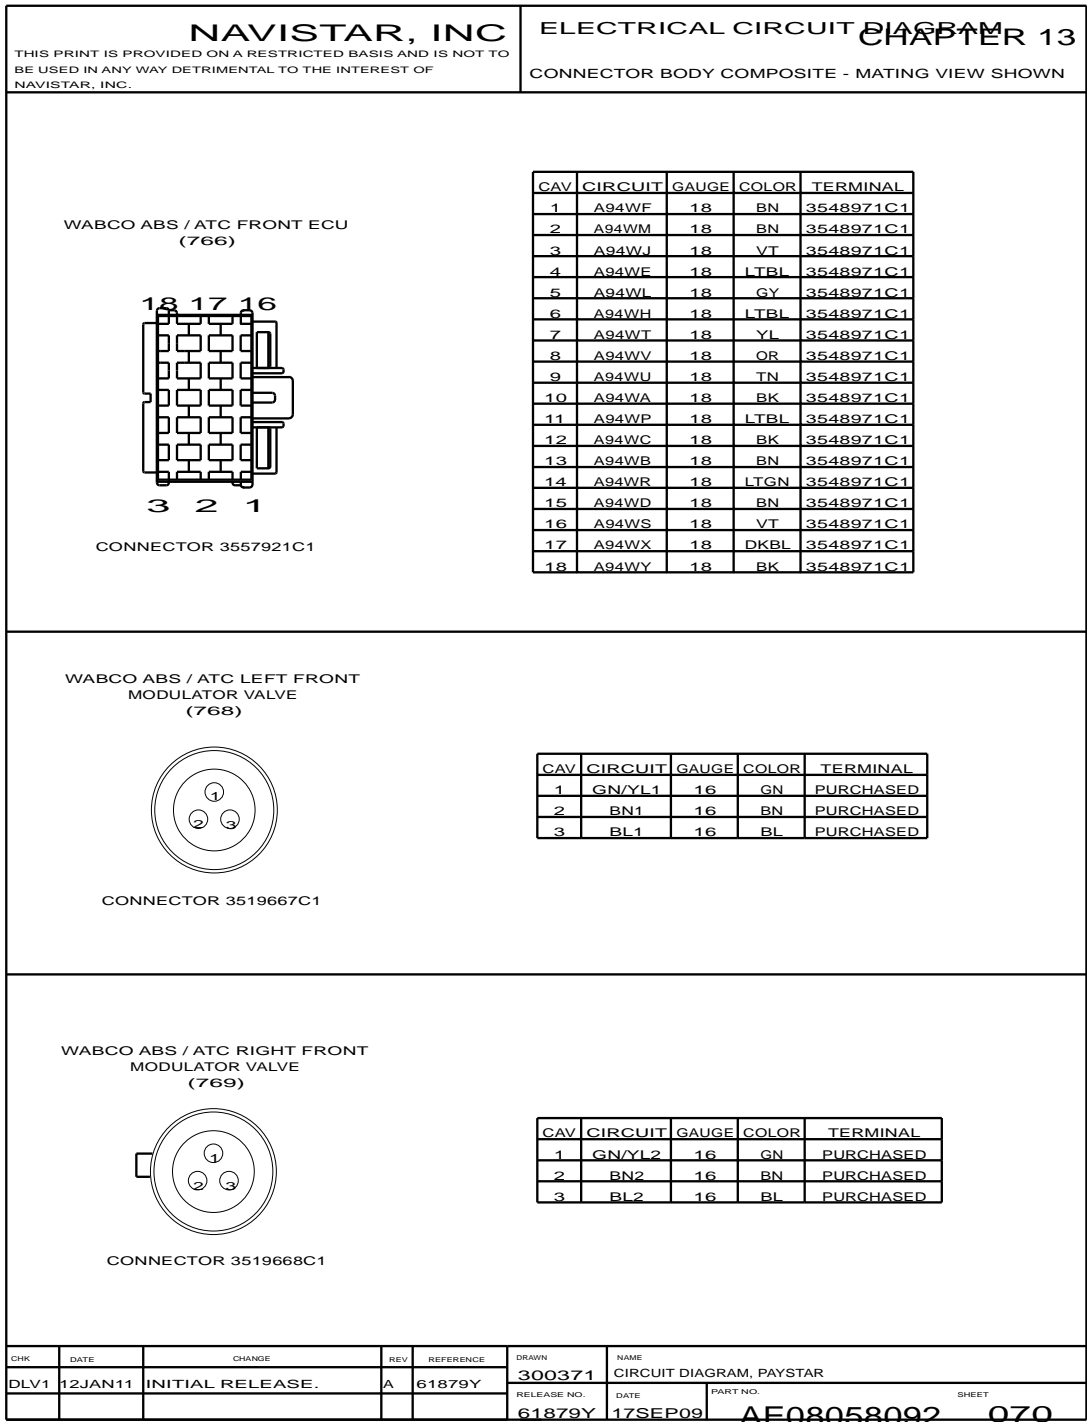 NAVISTAR, INC
THIS PRINT IS PROVIDED ON A RESTRICTED BASIS AND IS NOT TO
BE USED IN ANY WAY DETRIMENTAL TO THE INTEREST OF
NAVISTAR, INC.
ELECTRICAL CIRCUIT DIAGRAM
CHAPTER 13
CONNECTOR BODY COMPOSITE - MATING VIEW SHOWN
WABCO ABS / ATC FRONT ECU
(766)
18 17 16
3 2 1
CONNECTOR 3557921C1
CAV CIRCUIT GAUGE COLOR TERMINAL
1 A94WF 18 BN 3548971C1
2 A94WM 18 BN 3548971C1
3 A94WJ 18 VT 3548971C1
4 A94WE 18 LTBL 3548971C1
5 A94WL 18 GY 3548971C1
6 A94WH 18 LTBL 3548971C1
7 A94WT 18 YL 3548971C1
8 A94WV 18 OR 3548971C1
9 A94WU 18 TN 3548971C1
10 A94WA 18 BK 3548971C1
11 A94WP 18 LTBL 3548971C1
12 A94WC 18 BK 3548971C1
13 A94WB 18 BN 3548971C1
14 A94WR 18 LTGN 3548971C1
15 A94WD 18 BN 3548971C1
16 A94WS 18 VT 3548971C1
17 A94WX 18 DKBL 3548971C1
18 A94WY 18 BK 3548971C1
WABCO ABS / ATC LEFT FRONT
MODULATOR VALVE
(768)
1
2 3
CONNECTOR 3519667C1
CAV CIRCUIT GAUGE COLOR TERMINAL
1 GN/YL1 16 GN PURCHASED
2 BN1 16 BN PURCHASED
3 BL1 16 BL PURCHASED
WABCO ABS / ATC RIGHT FRONT
MODULATOR VALVE
(769)
1
2 3
CONNECTOR 3519668C1
CAV CIRCUIT GAUGE COLOR TERMINAL
1 GN/YL2 16 GN PURCHASED
2 BN2 16 BN PURCHASED
3 BL2 16 BL PURCHASED
CHK DATE CHANGE REV REFERENCE
DLV1 12JAN11 INITIAL RELEASE. A 61879Y
DRAWN
300371
NAME
CIRCUIT DIAGRAM, PAYSTAR
RELEASE NO.
61879Y
DATE
17SEP09
PART NO.
AE08058092
SHEET
070